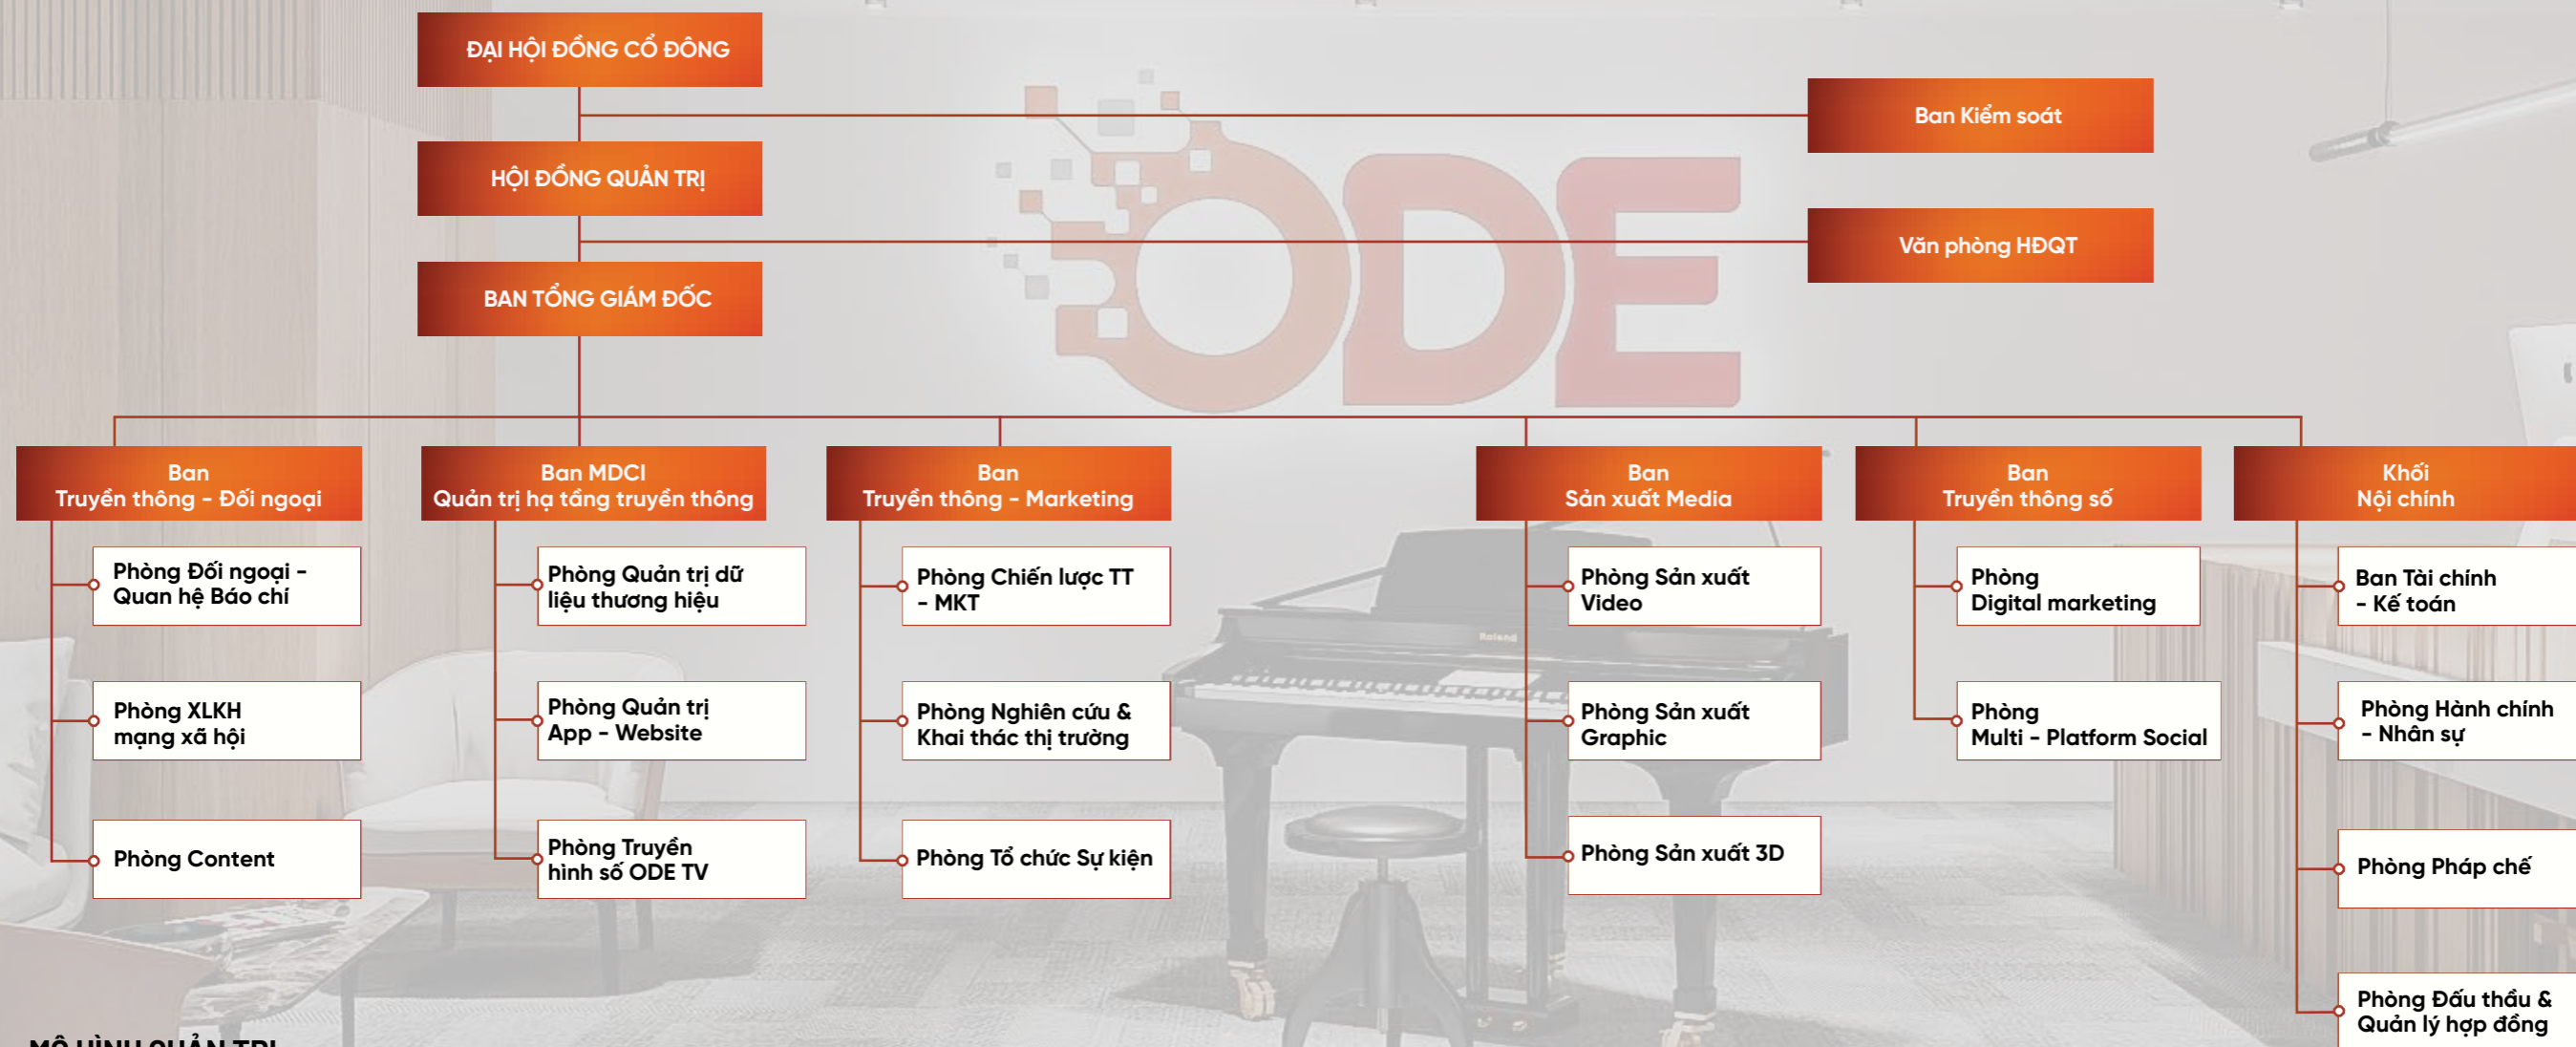 ĐẠI HỘI ĐỒNG CỔ ĐÔNG
Ban Kiểm soát
HỘI ĐỒNG QUẢN TRỊ
Văn phòng HĐQT
BAN TỔNG GIÁM ĐỐC
ODE
Ban
Truyền thông - Đối ngoại
Ban MDCI
Quản trị hạ tầng truyền thông
Ban
Truyền thông - Marketing
Ban
Sản xuất Media
Ban
Truyền thông số
Khối
Nội chính
Phòng Đối ngoại -
Quan hệ Báo chí
Phòng XLKH
mạng xã hội
Phòng Content
Phòng Quản trị dữ
liệu thương hiệu
Phòng Quản trị
App - Website
Phòng Truyền
hình số ODE TV
Phòng Chiến lược TT
- MKT
Phòng Nghiên cứu &
Khai thác thị trường
Phòng Tổ chức Sự kiện
Phòng Sản xuất
Video
Phòng Sản xuất
Graphic
Phòng Sản xuất 3D
Phòng
Digital marketing
Phòng
Multi - Platform Social
Ban Tài chính
- Kế toán
Phòng Hành chính
- Nhân sự
Phòng Pháp chế
Phòng Đấu thầu &
Quản lý hợp đồng
Roland
MÔ HÌNH QUẢN TRỊ